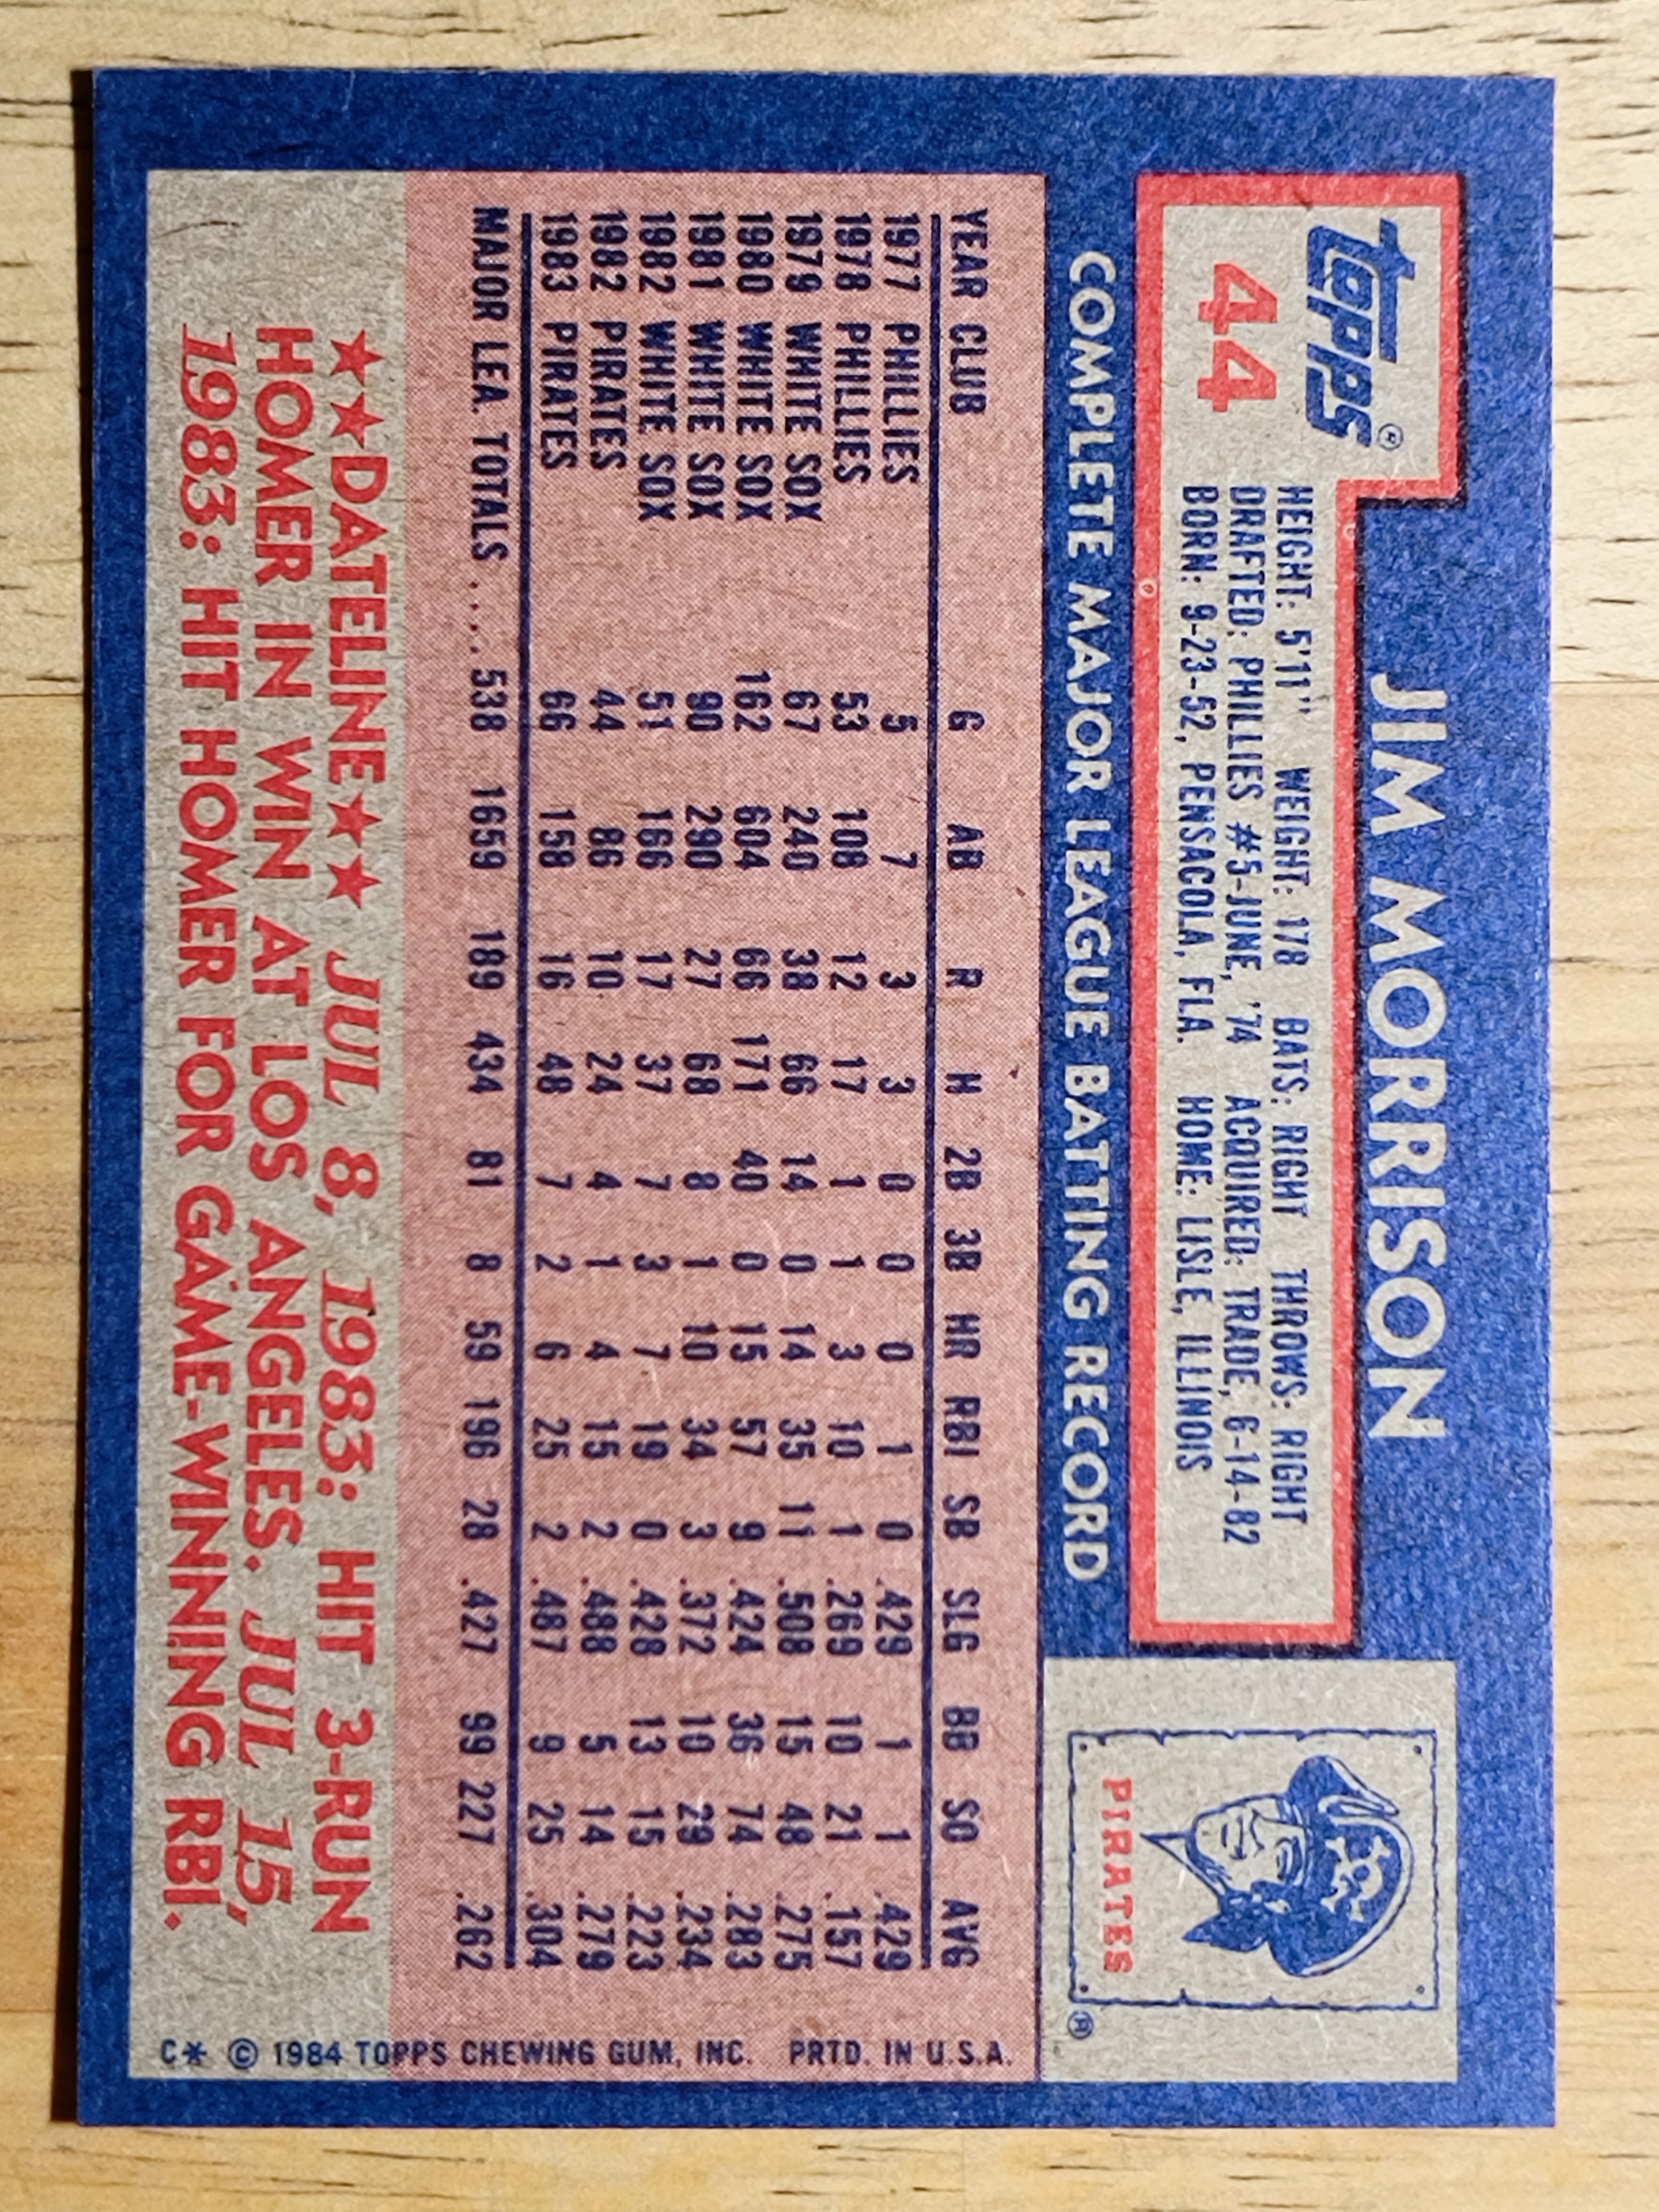 JIM MORRISON
topps®
44
HEIGHT: 5'11" WEIGHT: 178 BATS: RIGHT THROWS: RIGHT
DRAFTED: PHILLIES #5-JUNE, '74 ACQUIRED: TRADE, 6-14-82
BORN: 9-23-52, PENSACOLA, FLA. HOME: LISLE, ILLINOIS
PIRATES
®
COMPLETE MAJOR LEAGUE BATTING RECORD
YEAR CLUB G AB R H 2B 3B HR RBI SB SLG BB SO AVG
1977 PHILLIES 5 7 3 3 0 0 0 1 0 .429 1 1 .429
1978 PHILLIES 53 108 12 17 1 1 3 10 1 .269 10 21 .157
1979 WHITE SOX 67 240 38 66 14 0 14 35 11 .508 15 48 .275
1980 WHITE SOX 162 604 66 171 40 0 15 57 9 .424 36 74 .283
1981 WHITE SOX 90 290 27 68 8 1 10 34 3 .372 10 29 .234
1982 WHITE SOX 51 166 17 37 7 3 7 19 0 .428 13 15 .223
1982 PIRATES 44 86 10 24 4 1 4 15 2 .488 5 14 .279
1983 PIRATES 66 158 16 48 7 2 6 25 2 .487 9 25 .304
MAJOR LEA. TOTALS ..... 538 1659 189 434 81 8 59 196 28 .427 99 227 .262
★★DATELINE★★ JUL 8, 1983: HIT 3-RUN
HOMER IN WIN AT LOS ANGELES. JUL 15,
1983: HIT HOMER FOR GAME-WINNING RBI.
C* © 1984 TOPPS CHEWING GUM, INC. PRTD. IN U.S.A.